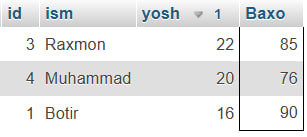 id ism yosh 1 Baxo
3 Raxmon 22 85
4 Muhammad 20 76
1 Botir 16 90